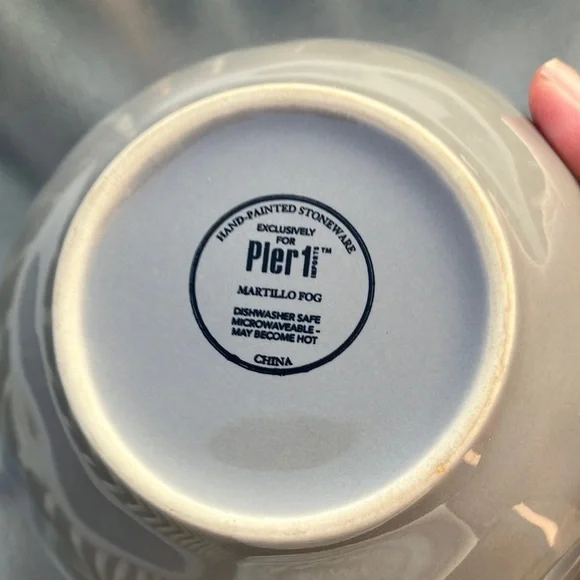 HAND-PAINTED STONEWARE
EXCLUSIVELY
FOR
Pier 1 IMPORTS™
MARTILLO FOG
DISHWASHER SAFE
MICROWAVEABLE -
MAY BECOME HOT
CHINA